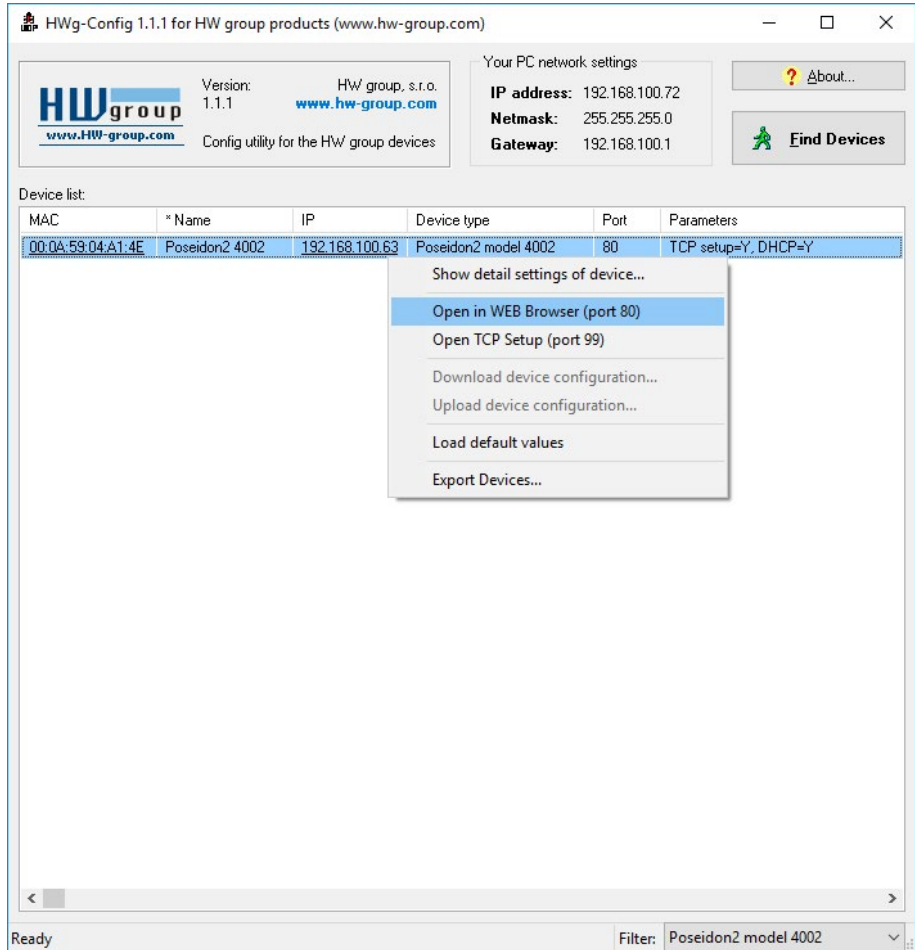 HWg-Config 1.1.1 for HW group products (www.hw-group.com)
HW group
www.HW-group.com
Version: HW group, s.r.o.
1.1.1 www.hw-group.com
Config utility for the HW group devices
Your PC network settings
IP address: 192.168.100.72
Netmask: 255.255.255.0
Gateway: 192.168.100.1
? About...
Find Devices
Device list:
MAC * Name IP Device type Port Parameters
00:0A:59:04:A1:4E Poseidon2 4002 192.168.100.63 Poseidon2 model 4002 80 TCP setup=Y, DHCP=Y
Show detail settings of device...
Open in WEB Browser (port 80)
Open TCP Setup (port 99)
Download device configuration...
Upload device configuration...
Load default values
Export Devices...
Ready Filter: Poseidon2 model 4002